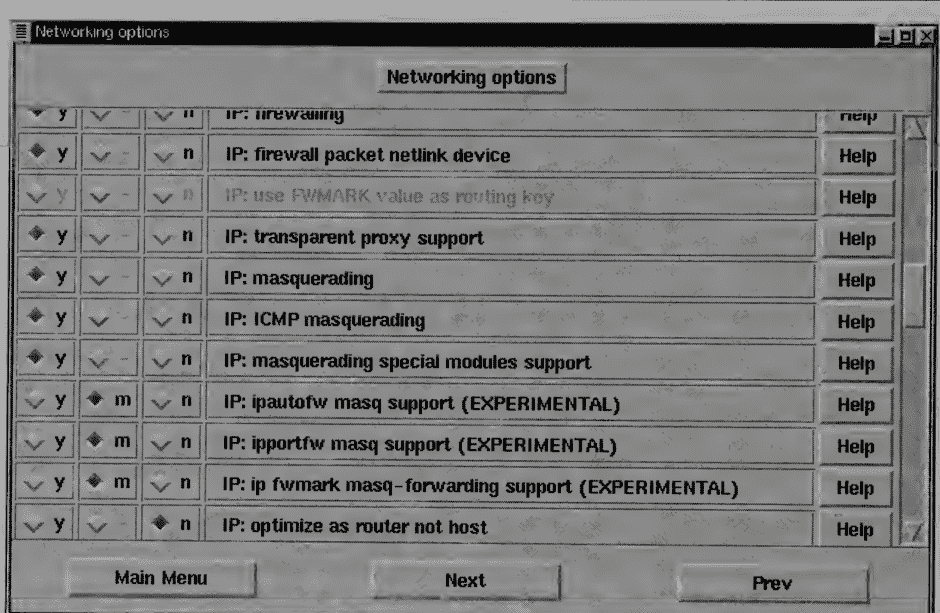 Networking options
Networking options
y - n IP: firewalling Help
y - n IP: firewall packet netlink device Help
y - n IP: use FWMARK value as routing key Help
y - n IP: transparent proxy support Help
y - n IP: masquerading Help
y - n IP: ICMP masquerading Help
y - n IP: masquerading special modules support Help
y m n IP: ipautofw masq support (EXPERIMENTAL) Help
y m n IP: ipportfw masq support (EXPERIMENTAL) Help
y m n IP: ip fwmark masq-forwarding support (EXPERIMENTAL) Help
y - n IP: optimize as router not host Help
Main Menu Next Prev